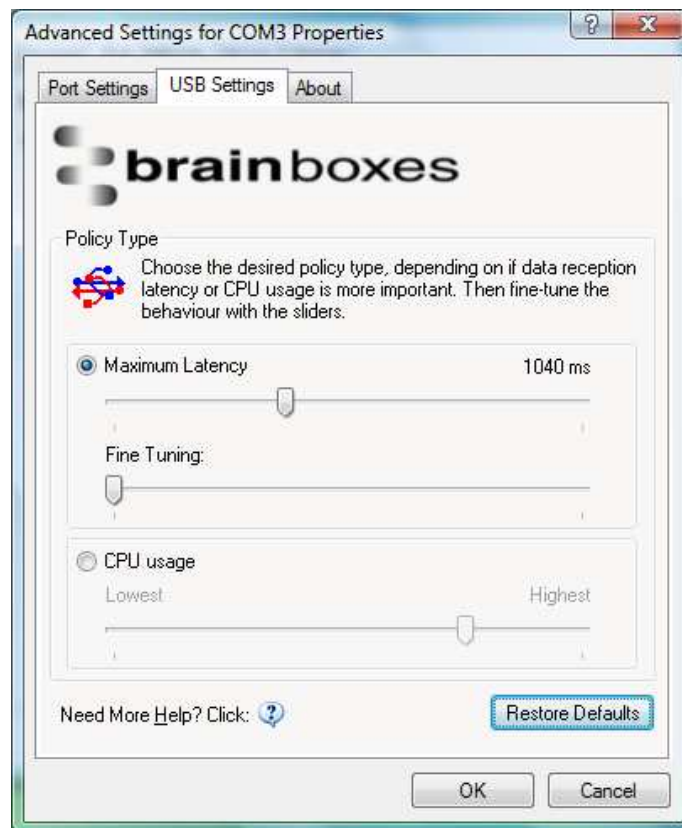 Advanced Settings for COM3 Properties
Port Settings USB Settings About
brainboxes
Policy Type
Choose the desired policy type, depending on if data reception
latency or CPU usage is more important. Then fine-tune the
behaviour with the sliders.
Maximum Latency 1040 ms
Fine Tuning:
CPU usage
Lowest Highest
Need More Help? Click: ?
Restore Defaults
OK Cancel